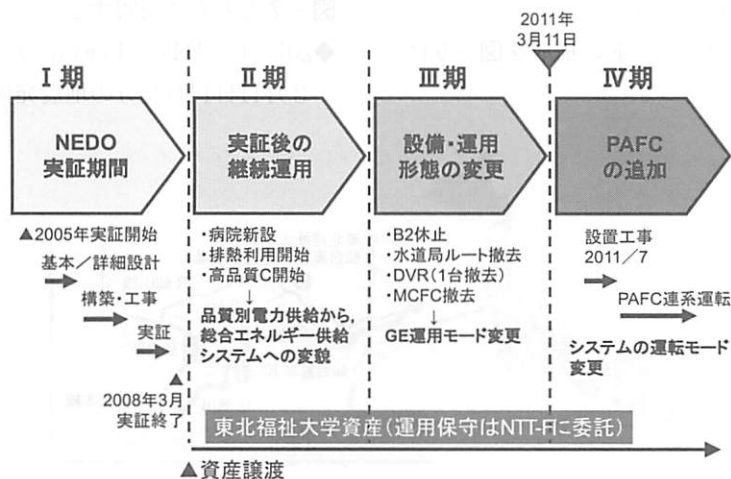 2011年
3月11日
Ⅰ期
Ⅱ期
Ⅲ期
Ⅳ期
NEDO
実証期間
実証後の
継続運用
設備・運用
形態の変更
PAFC
の追加
▲2005年実証開始
基本/詳細設計
構築・工事
実証
▲
2008年3月
実証終了
・病院新設
・排熱利用開始
・高品質C開始
↓
品質別電力供給から,
総合エネルギー供給
システムへの変貌
・B2休止
・水道局ルート撤去
・DVR(1台撤去)
・MCFC撤去
↓
GE運用モード変更
設置工事
2011/7
PAFC連系運転
システムの運転モード
変更
東北福祉大学資産(運用保守はNTT-Fに委託)
▲資産譲渡